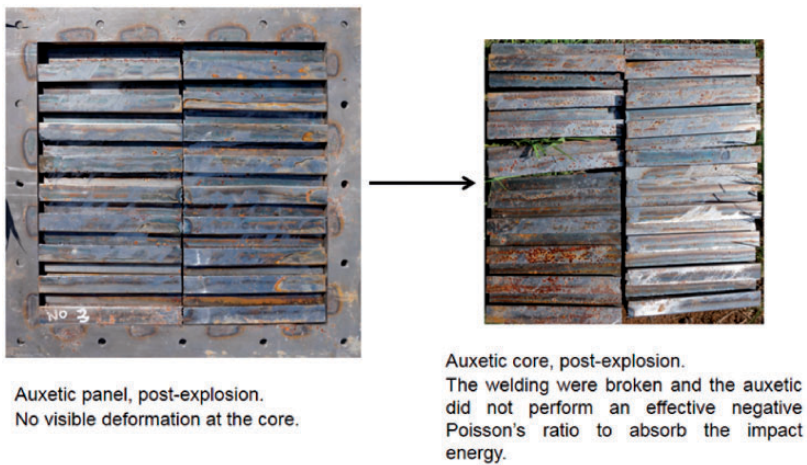 NO 3
Auxetic panel, post-explosion.
No visible deformation at the core.
Auxetic core, post-explosion.
The welding were broken and the auxetic
did not perform an effective negative
Poisson's ratio to absorb the impact
energy.